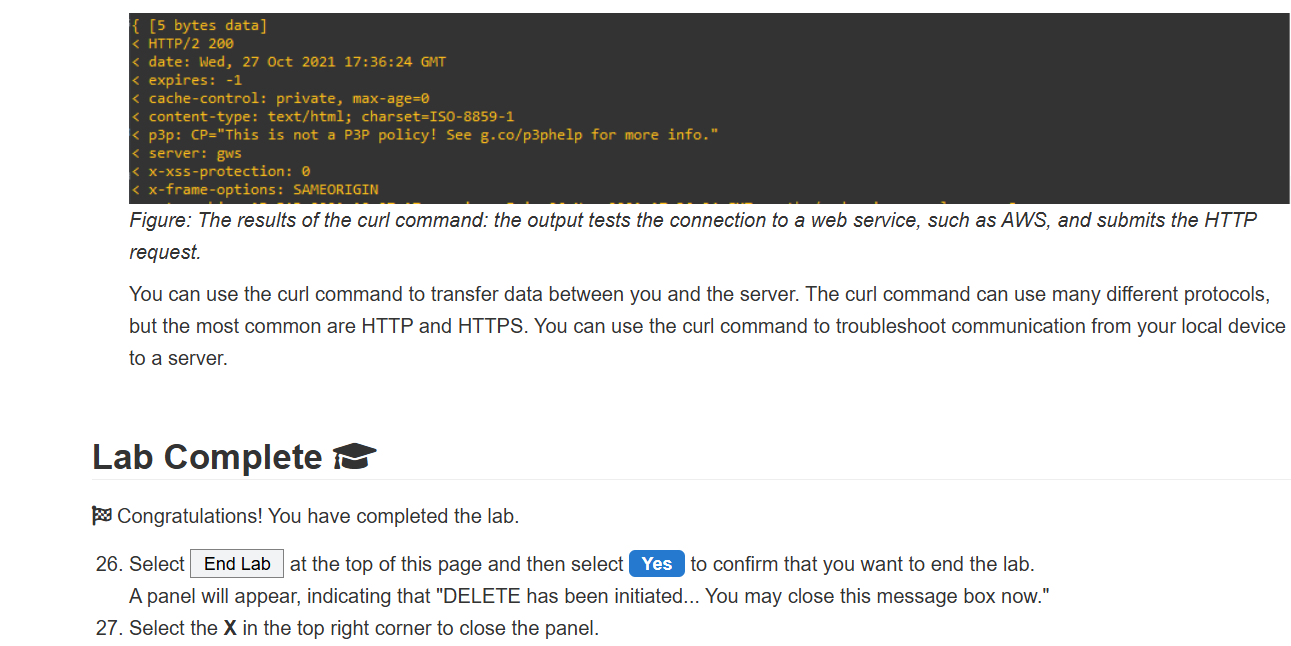 { [5 bytes data]
< HTTP/2 200
< date: Wed, 27 Oct 2021 17:36:24 GMT
< expires: -1
< cache-control: private, max-age=0
< content-type: text/html; charset=ISO-8859-1
< p3p: CP="This is not a P3P policy! See g.co/p3phelp for more info."
< server: gws
< x-xss-protection: 0
< x-frame-options: SAMEORIGIN
Figure: The results of the curl command: the output tests the connection to a web service, such as AWS, and submits the HTTP
request.
You can use the curl command to transfer data between you and the server. The curl command can use many different protocols,
but the most common are HTTP and HTTPS. You can use the curl command to troubleshoot communication from your local device
to a server.
Lab Complete
Congratulations! You have completed the lab.
26. Select End Lab at the top of this page and then select Yes to confirm that you want to end the lab.
A panel will appear, indicating that "DELETE has been initiated... You may close this message box now."
27. Select the X in the top right corner to close the panel.